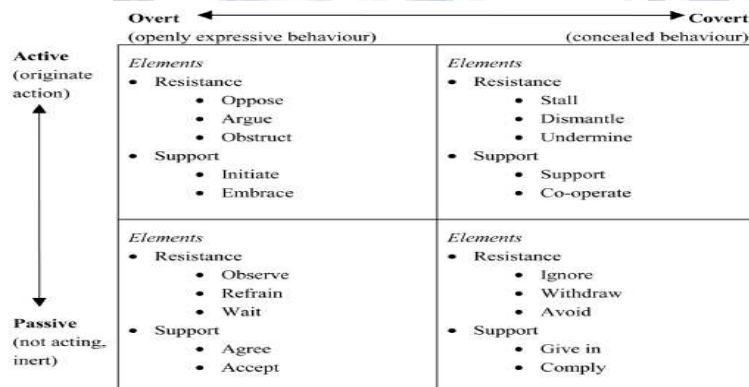 Overt Covert
(openly expressive behaviour) (concealed behaviour)
Active
(originate
action)
Elements
• Resistance
• Oppose
• Argue
• Obstruct
• Support
• Initiate
• Embrace
Elements
• Resistance
• Stall
• Dismantle
• Undermine
• Support
• Support
• Co-operate
Elements
• Resistance
• Observe
• Refrain
• Wait
• Support
• Agree
• Accept
Elements
• Resistance
• Ignore
• Withdraw
• Avoid
• Support
• Give in
• Comply
Passive
(not acting,
inert)